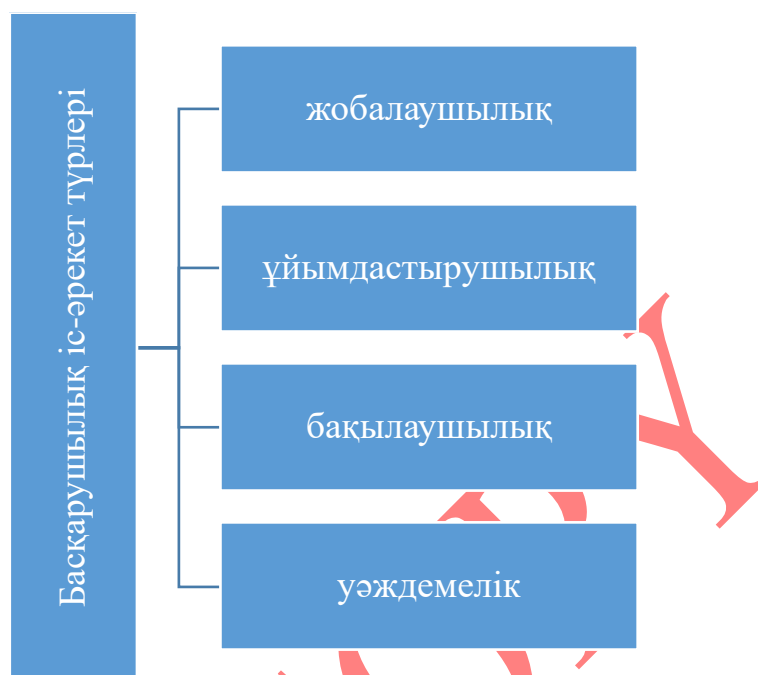 Басқарушылық іс-әрекет түрлері
жобалаушылық
ұйымдастырушылық
бақылаушылық
уәждемелік